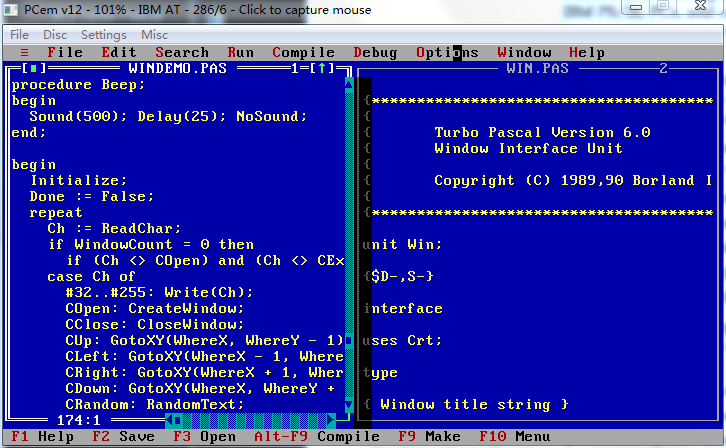 PCem v12 - 101% - IBM AT - 286/6 - Click to capture mouse
File Disc Settings Misc
≡ File Edit Search Run Compile Debug Options Window Help
[■] WINDEMO.PAS 1=[↑]
procedure Beep;
begin
Sound(500); Delay(25); NoSound;
end;
begin
Initialize;
Done := False;
repeat
Ch := ReadChar;
if WindowCount = 0 then
if (Ch <> COpen) and (Ch <> CEx
case Ch of
#32..#255: Write(Ch);
COpen: CreateWindow;
CClose: CloseWindow;
CUp: GotoXY(WhereX, WhereY - 1)
CLeft: GotoXY(WhereX - 1, Where
CRight: GotoXY(WhereX + 1, Wher
CDown: GotoXY(WhereX, WhereY +
CRandom: RandomText;
174:1
WIN.PAS 2
{*******************************
{
{ Turbo Pascal Version 6.0
{ Window Interface Unit
{
{ Copyright (C) 1989,90 Borland I
{
{*******************************
unit Win;
{$D-,S-}
interface
uses Crt;
type
{ Window title string }
F1 Help F2 Save F3 Open Alt-F9 Compile F9 Make F10 Menu